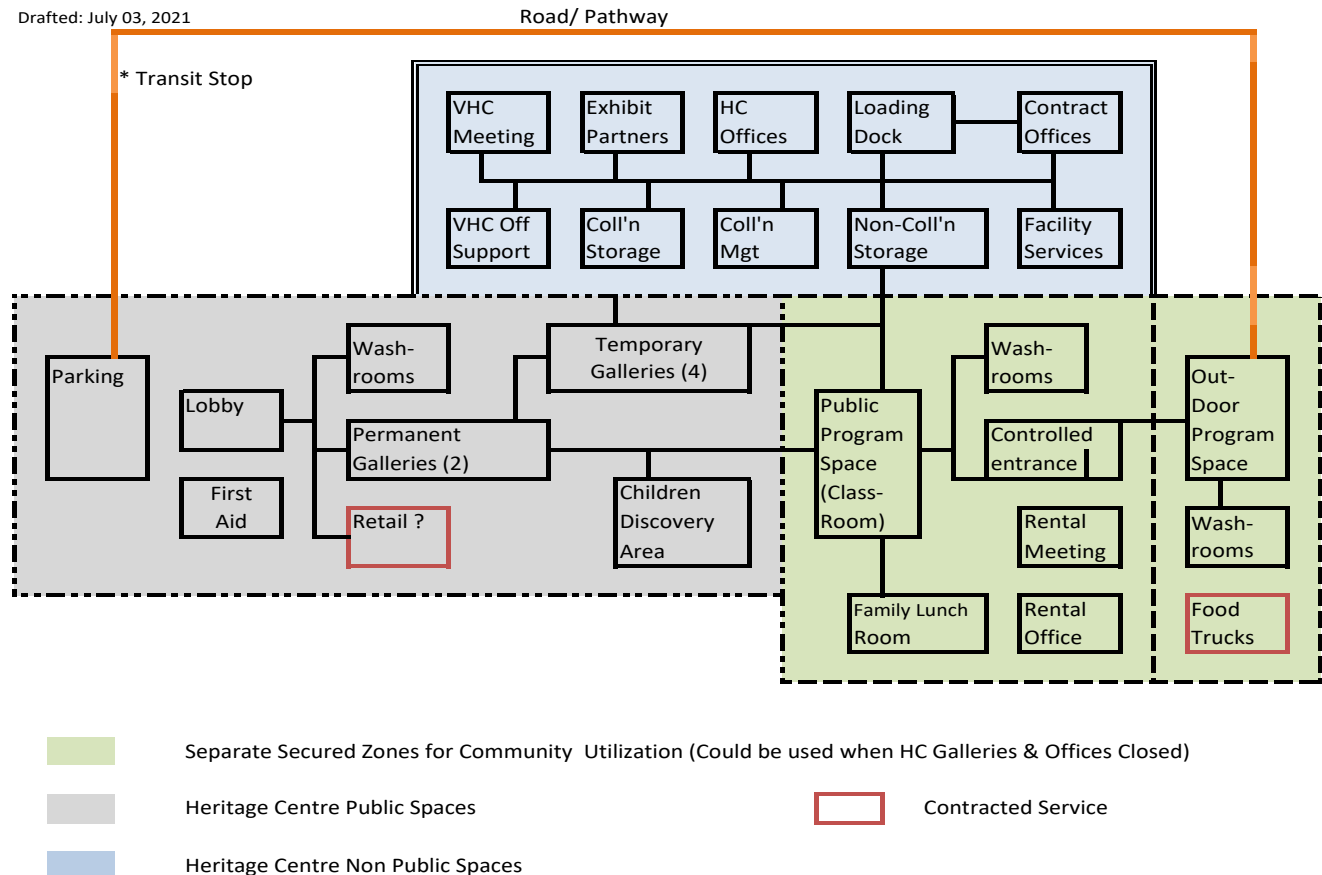 Drafted: July 03, 2021
Road/ Pathway
* Transit Stop
VHC
Meeting
Exhibit
Partners
HC
Offices
Loading
Dock
Contract
Offices
VHC Off
Support
Coll'n
Storage
Coll'n
Mgt
Non-Coll'n
Storage
Facility
Services
Parking
Lobby
First
Aid
Wash-
rooms
Permanent
Galleries (2)
Retail ?
Temporary
Galleries (4)
Children
Discovery
Area
Public
Program
Space
(Class-
Room)
Family Lunch
Room
Wash-
rooms
Controlled
entrance
Rental
Meeting
Rental
Office
Out-
Door
Program
Space
Wash-
rooms
Food
Trucks
Separate Secured Zones for Community  Utilization (Could be used when HC Galleries & Offices Closed)
Heritage Centre Public Spaces
Contracted Service
Heritage Centre Non Public Spaces